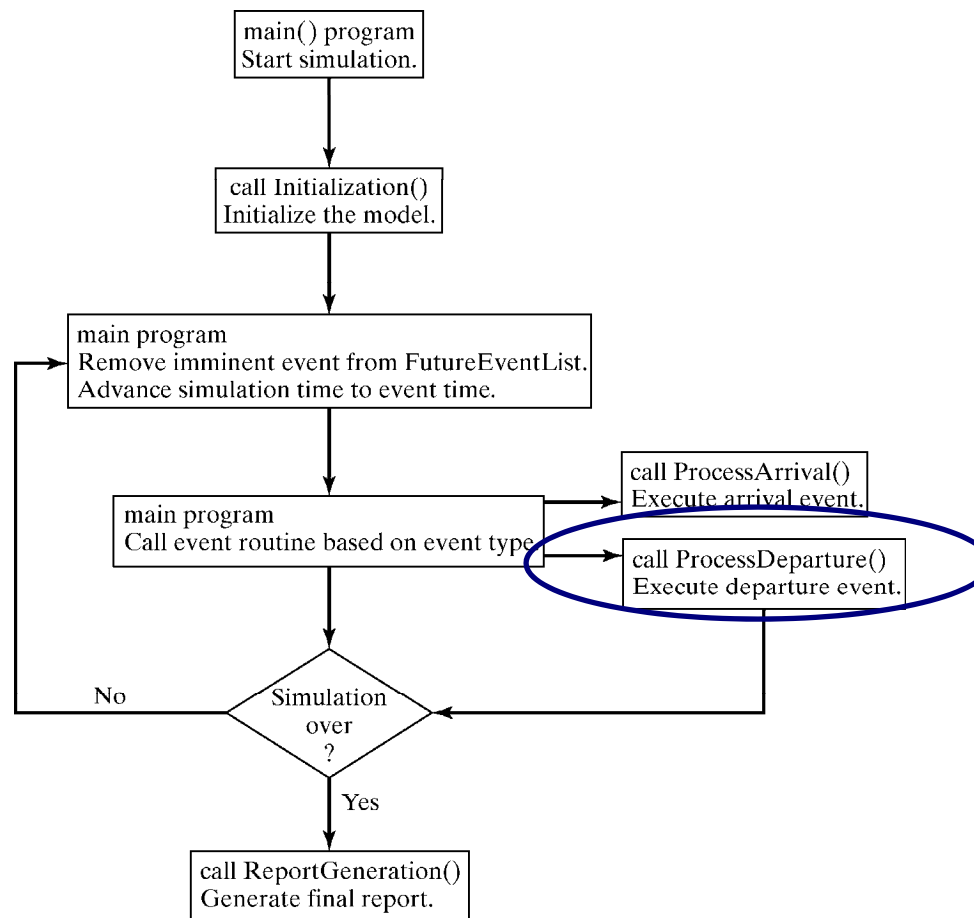 main() program
Start simulation.
call Initialization()
Initialize the model.
main program
Remove imminent event from FutureEventList.
Advance simulation time to event time.
main program
Call event routine based on event type.
call ProcessArrival()
Execute arrival event.
call ProcessDeparture()
Execute departure event.
No
Simulation
over
?
Yes
call ReportGeneration()
Generate final report.